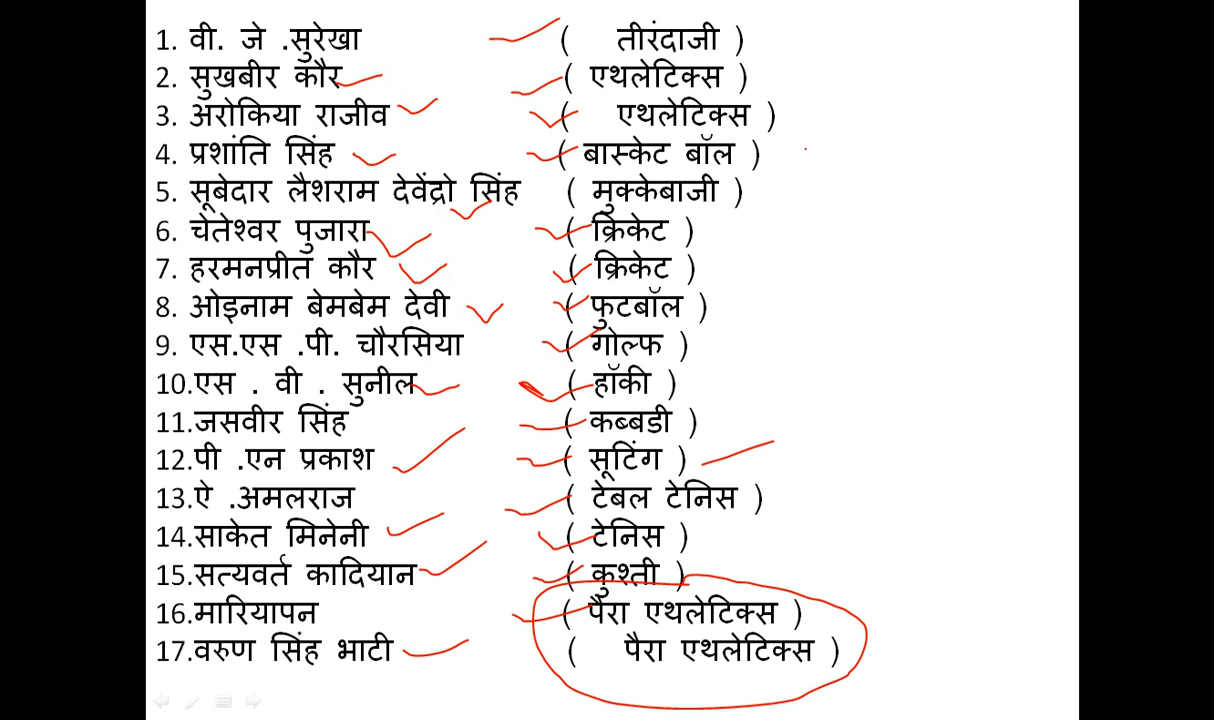 1. वी. जे .सुरेखा ( तीरंदाजी )
2. सुखबीर कौर ( एथलेटिक्स )
3. अरोकिया राजीव ( एथलेटिक्स )
4. प्रशांति सिंह ( बास्केट बॉल )
5. सूबेदार लैशराम देवेंद्रो सिंह ( मुक्केबाजी )
6. चेतेश्वर पुजारा ( क्रिकेट )
7. हरमनप्रीत कौर ( क्रिकेट )
8. ओइनाम बेमबेम देवी ( फुटबॉल )
9. एस.एस .पी. चौरसिया ( गोल्फ )
10.एस . वी . सुनील ( हॉकी )
11.जसवीर सिंह ( कब्बडी )
12.पी .एन प्रकाश ( सूटिंग )
13.ऐ .अमलराज ( टेबल टेनिस )
14.साकेत मिनेनी ( टेनिस )
15.सत्यवर्त कादियान ( कुश्ती )
16.मारियापन ( पैरा एथलेटिक्स )
17.वरुण सिंह भाटी ( पैरा एथलेटिक्स )